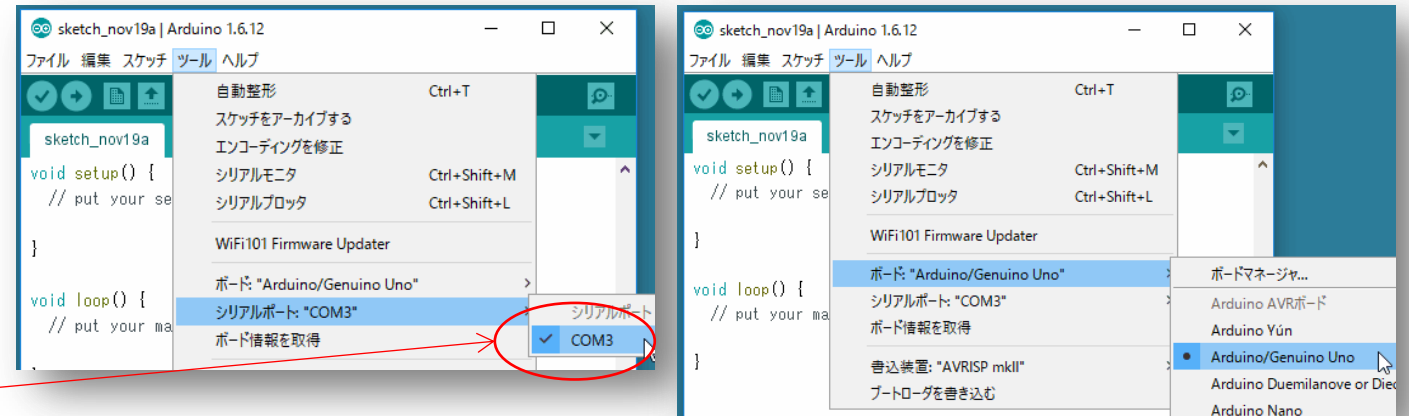 sketch_nov19a | Arduino 1.6.12
ファイル 編集 スケッチ ツール ヘルプ
自動整形 Ctrl+T
スケッチをアーカイブする
エンコーディングを修正
シリアルモニタ Ctrl+Shift+M
シリアルプロッタ Ctrl+Shift+L
WiFi101 Firmware Updater
ボード: "Arduino/Genuino Uno"
シリアルポート: "COM3"
ボード情報を取得
シリアルポート
COM3
sketch_nov19a
void setup() {
// put your se
}
void loop() {
// put your ma
sketch_nov19a | Arduino 1.6.12
ファイル 編集 スケッチ ツール ヘルプ
自動整形 Ctrl+T
スケッチをアーカイブする
エンコーディングを修正
シリアルモニタ Ctrl+Shift+M
シリアルプロッタ Ctrl+Shift+L
WiFi101 Firmware Updater
ボード: "Arduino/Genuino Uno"
シリアルポート: "COM3"
ボード情報を取得
書込装置: "AVRISP mkII"
ブートローダを書き込む
ボードマネージャ...
Arduino AVRボード
Arduino Yún
Arduino/Genuino Uno
Arduino Duemilanove or Diec
Arduino Nano
sketch_nov19a
void setup() {
// put your se
}
void loop() {
// put your ma
}